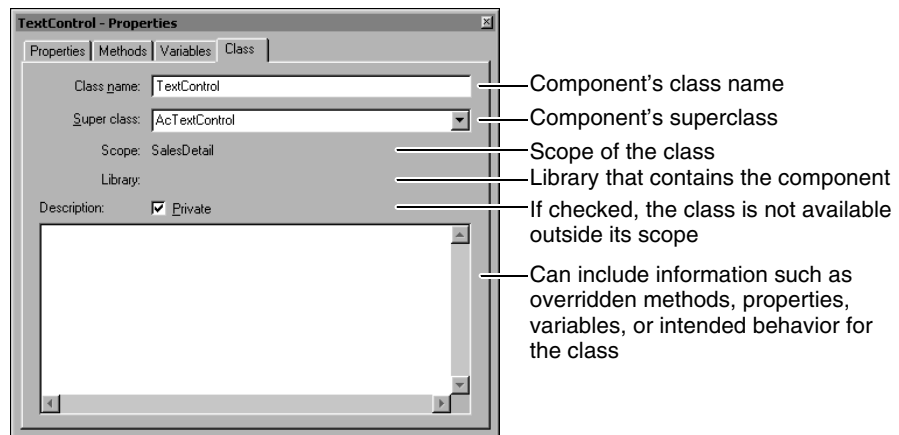 TextControl - Properties
Properties Methods Variables Class
Class name: TextControl
Component's class name
Super class: AcTextControl
Component's superclass
Scope: SalesDetail
Scope of the class
Library:
Library that contains the component
Description: Private
If checked, the class is not available
outside its scope
Can include information such as
overridden methods, properties,
variables, or intended behavior for
the class